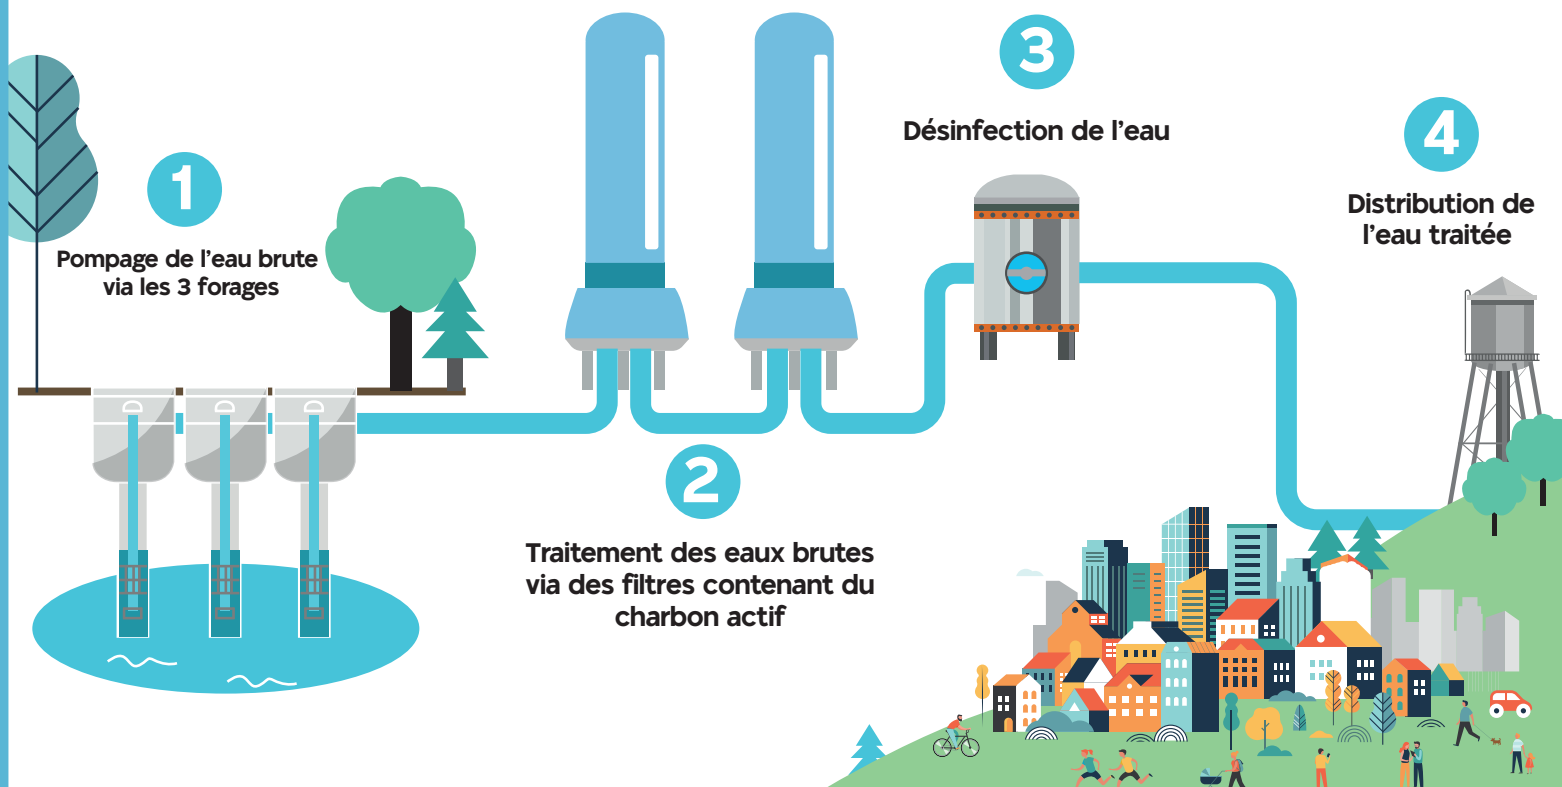 1
Pompage de l'eau brute
via les 3 forages
2
Traitement des eaux brutes
via des filtres contenant du
charbon actif
3
Désinfection de l'eau
4
Distribution de
l'eau traitée